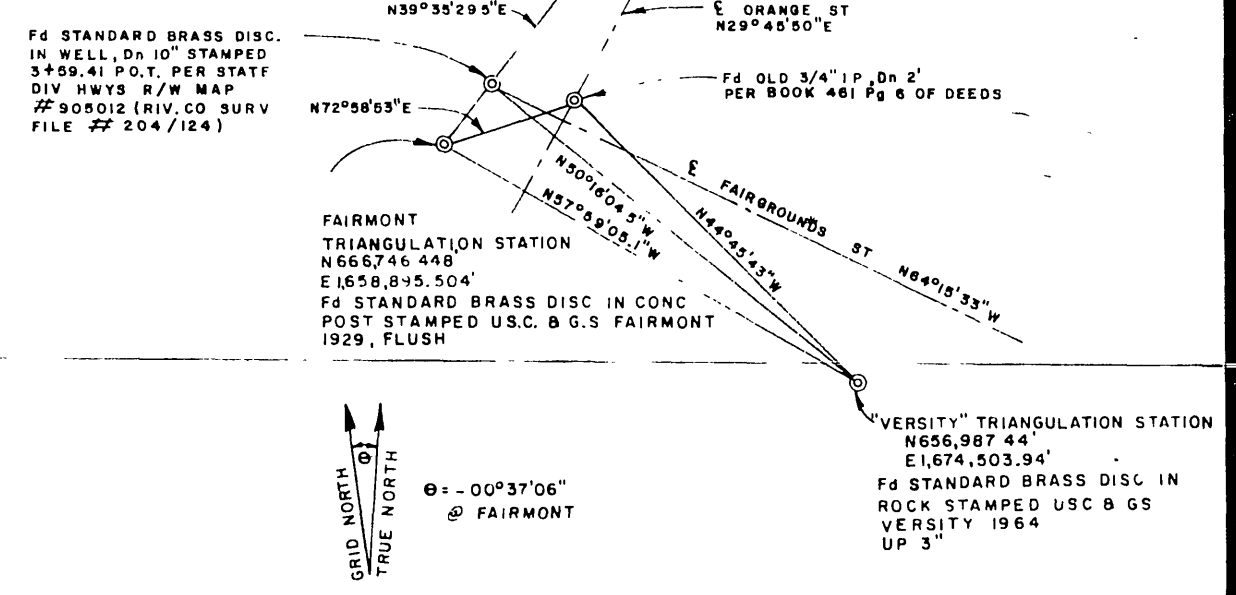 N39°35'29 5"E
℄ ORANGE ST
N29°45'50"E
Fd STANDARD BRASS DISC.
IN WELL, Dn 10" STAMPED
3+59.41 P.O.T. PER STATE
DIV HWYS R/W MAP
# 905012 (RIV. CO SURV
FILE # 204/124)
Fd OLD 3/4" I P, Dn 2'
PER BOOK 461 Pg 6 OF DEEDS
N72°58'53"E
N50°16'04 5"W
N57°59'05.1"W
N44°45'43"W
℄ FAIRGROUNDS ST N64°15'33"W
FAIRMONT
TRIANGULATION STATION
N 666,746 448'
E 1,658,895.504'
Fd STANDARD BRASS DISC IN CONC
POST STAMPED U.S.C. & G.S FAIRMONT
1929, FLUSH
"VERSITY" TRIANGULATION STATION
N656,987 44'
E1,674,503.94'
Fd STANDARD BRASS DISC IN
ROCK STAMPED USC & GS
VERSITY 1964
UP 3"
GRID NORTH
θ
TRUE NORTH
θ = - 00°37'06"
@ FAIRMONT